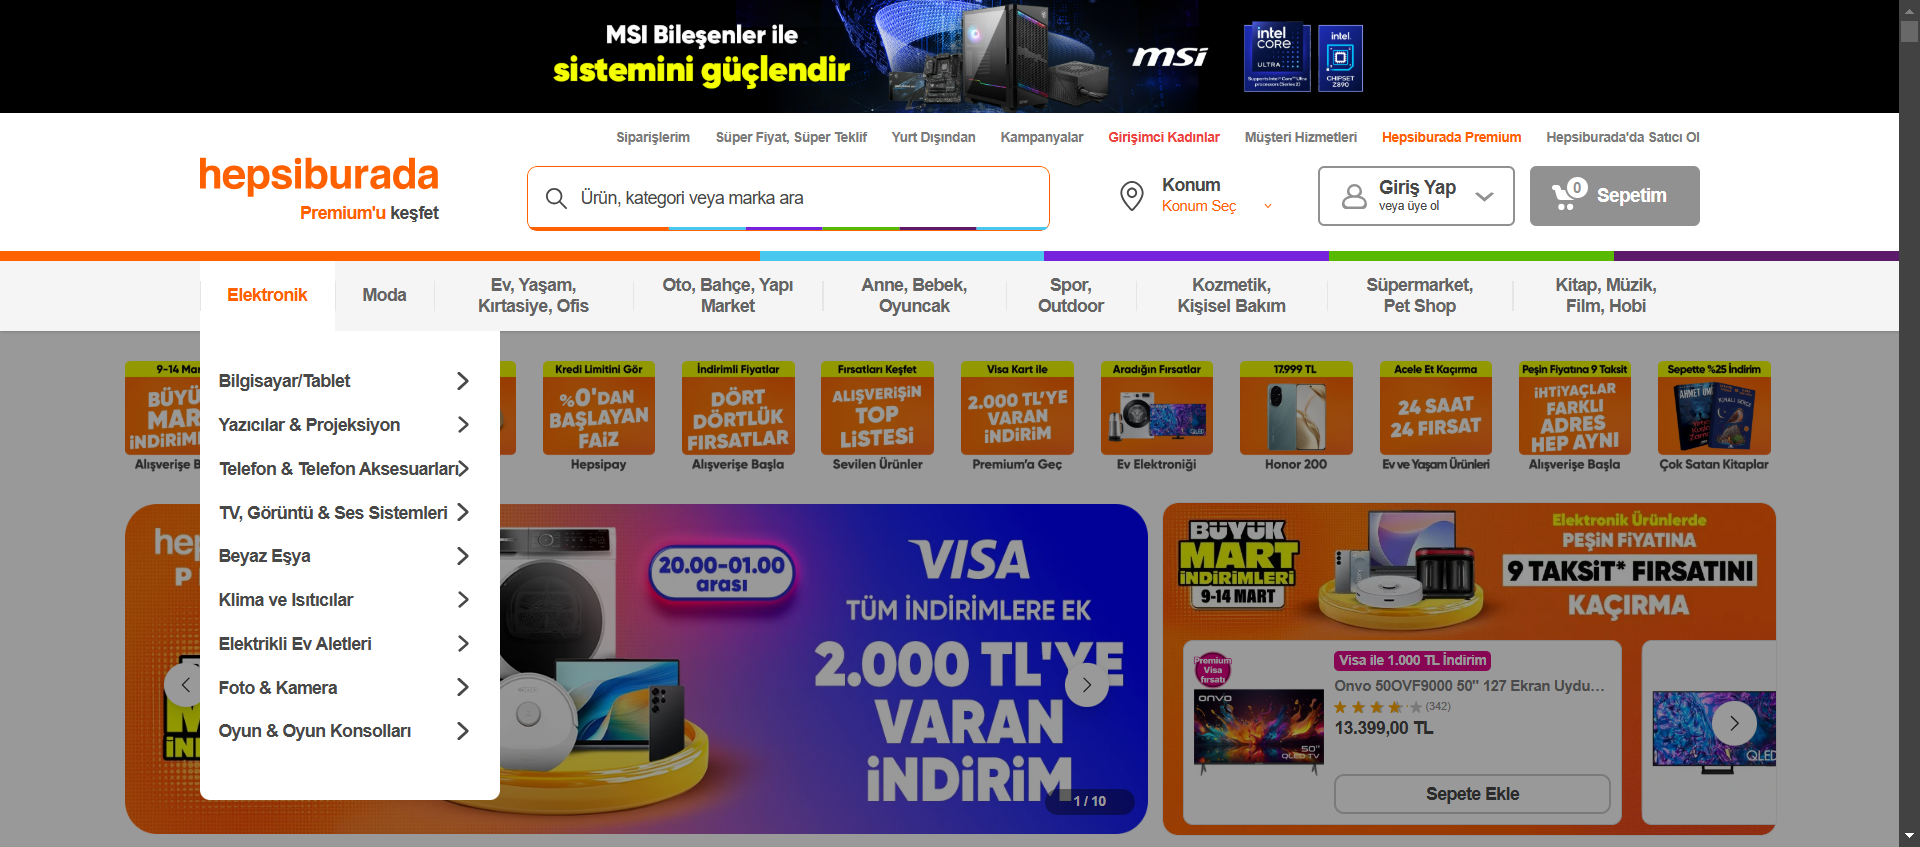 MSI Bileşenler ile
sistemini güçlendir
msi
intel
CORE
ULTRA
intel.
CHIPSET
Z890
Siparişlerim
Süper Fiyat, Süper Teklif
Yurt Dışından
Kampanyalar
Girişimci Kadınlar
Müşteri Hizmetleri
Hepsiburada Premium
Hepsiburada'da Satıcı Ol
hepsiburada
Premium'u keşfet
Ürün, kategori veya marka ara
Konum
Konum Seç
Giriş Yap
veya üye ol
0
Sepetim
Elektronik
Moda
Ev, Yaşam,
Kırtasiye, Ofis
Oto, Bahçe, Yapı
Market
Anne, Bebek,
Oyuncak
Spor,
Outdoor
Kozmetik,
Kişisel Bakım
Süpermarket,
Pet Shop
Kitap, Müzik,
Film, Hobi
Bilgisayar/Tablet
Yazıcılar & Projeksiyon
Telefon & Telefon Aksesuarları
TV, Görüntü & Ses Sistemleri
Beyaz Eşya
Klima ve Isıtıcılar
Elektrikli Ev Aletleri
Foto & Kamera
Oyun & Oyun Konsolları
9-14 Mar
BÜYÜ
MAR
İNDİRİM
Alışverişe B
Kredi Limitini Gör
%0'DAN
BAŞLAYAN
FAİZ
Hepsipay
İndirimli Fiyatlar
DÖRT
DÖRTLÜK
FIRSATLAR
Alışverişe Başla
Fırsatları Keşfet
ALIŞVERİŞİN
TOP
LİSTESİ
Sevilen Ürünler
Visa Kart ile
2.000 TL'YE
VARAN
İNDİRİM
Premium'a Geç
Aradığın Fırsatlar
Ev Elektroniği
17.999 TL
Honor 200
Acele Et Kaçırma
24 SAAT
24 FIRSAT
Ev ve Yaşam Ürünleri
Peşin Fiyatına 9 Taksit
İHTİYAÇLAR
FARKLI
ADRES
HEP AYNI
Alışverişe Başla
Sepette %25 İndirim
Çok Satan Kitaplar
hep
P
20.00-01.00
arası
VISA
TÜM İNDİRİMLERE EK
2.000 TL'YE
VARAN
İNDİRİM
1 / 10
BÜYÜK
MART
İNDİRİMLERİ
9-14 MART
Elektronik Ürünlerde
PEŞİN FİYATINA
9 TAKSİT* FIRSATINI
KAÇIRMA
Premium
Visa
fırsatı
Visa ile 1.000 TL İndirim
Onvo 50OVF9000 50" 127 Ekran Uydu...
(342)
13.399,00 TL
ONVO
50"
QLED TV
Sepete Ekle
QLED